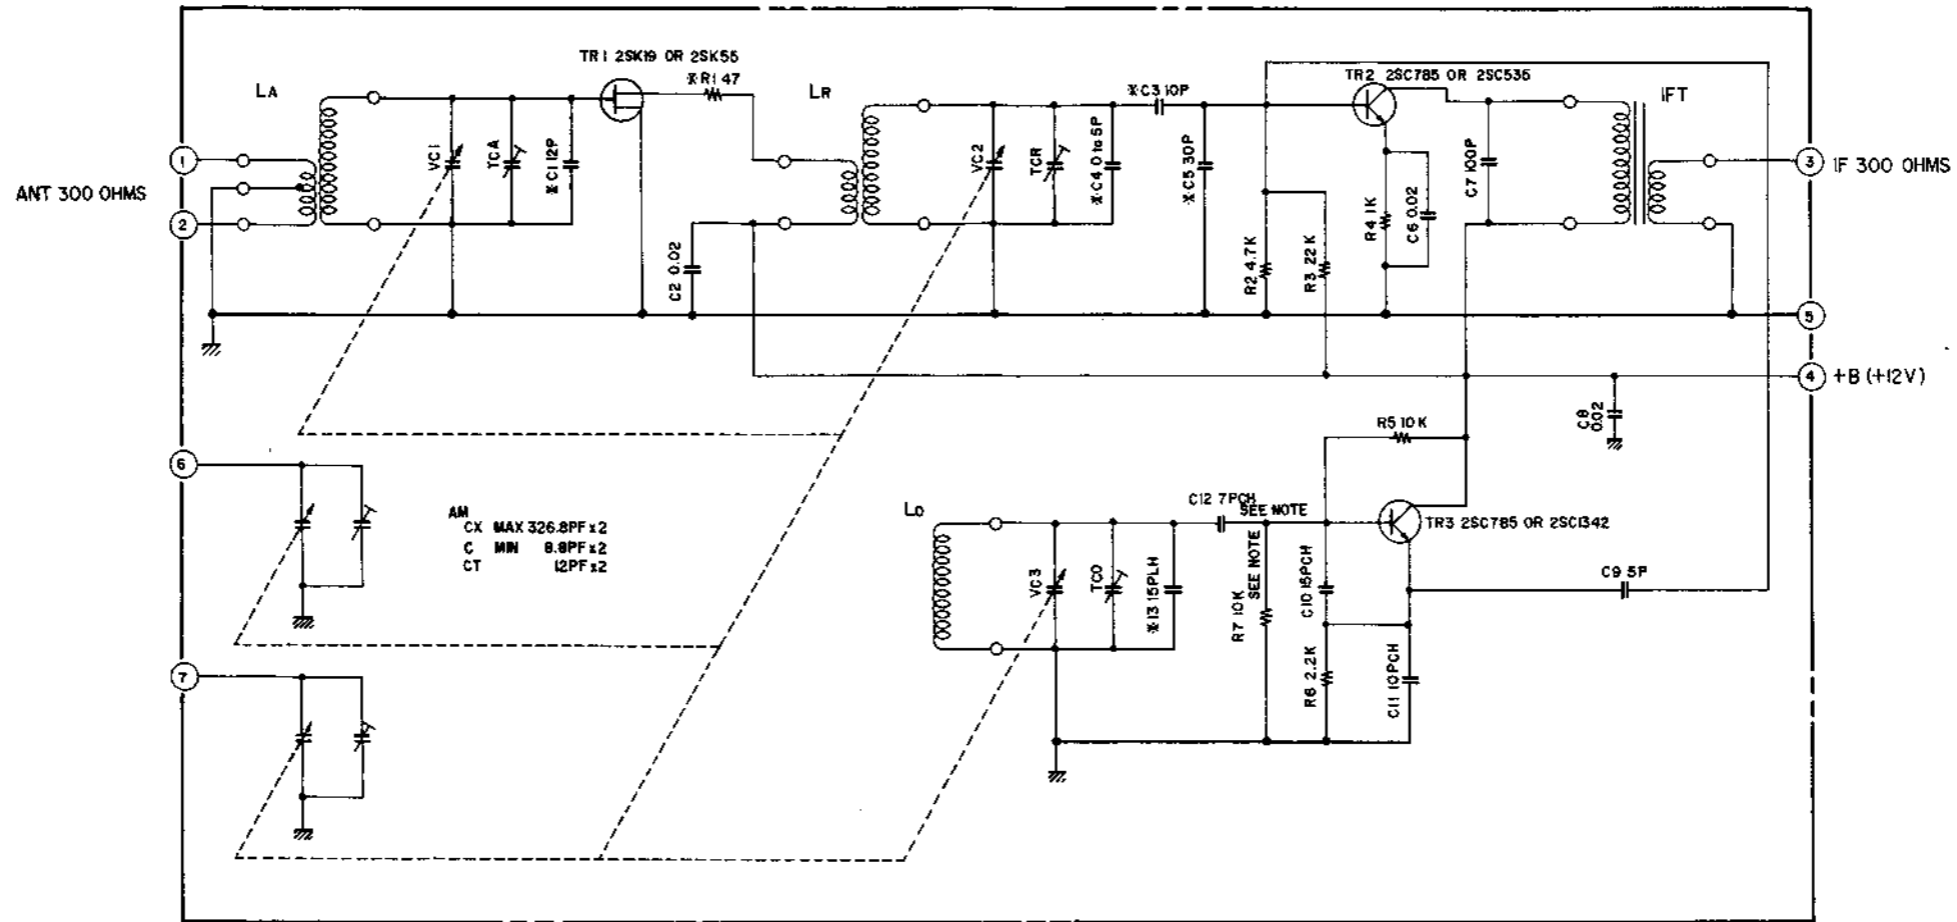 LA
TR1 2SK19 OR 2SK55
※R1 47
LR
※C3 10P
TR2 2SC785 OR 2SC535
IFT
1
2
ANT 300 OHMS
VC1
TCA
※C1 12P
C2 0.02
VC2
TCR
※C4 0 to 5P
※C5 30P
R2 4.7K
R3 22K
R4 1K
C6 0.02
C7 100P
3
IF 300 OHMS
5
4
+B (+12V)
C8
0.02
R5 10K
6
AM
CX MAX 326.8PF x2
C MIN 8.8PF x2
CT 12PF x2
7
LO
VC3
TCO
※13 15PLH
C12 7PCH
SEE NOTE
R7 10K
SEE NOTE
C10 15PCH
R6 2.2K
C11 10PCH
TR3 2SC785 OR 2SC1342
C9 5P